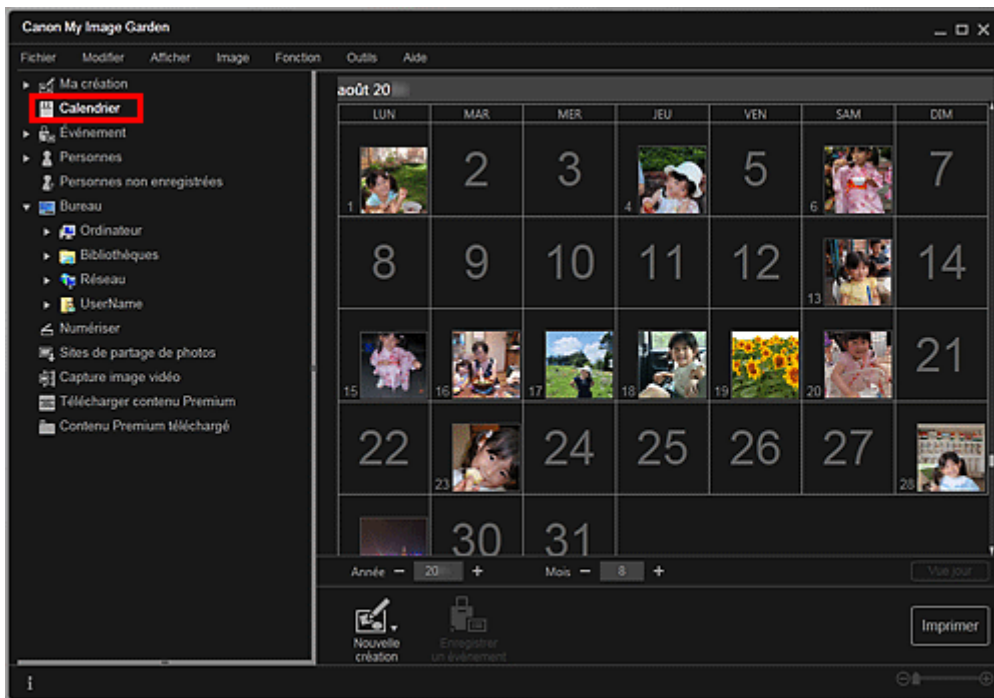 Canon My Image Garden
Fichier Modifier Afficher Image Fonction Outils Aide
Ma création
Calendrier
Événement
Personnes
Personnes non enregistrées
Bureau
Ordinateur
Bibliothèques
Réseau
UserName
Numériser
Sites de partage de photos
Capture image vidéo
Télécharger contenu Premium
Contenu Premium téléchargé
août 20
LUN MAR MER JEU VEN SAM DIM
1 2 3 4 5 6 7
8 9 10 11 12 13 14
15 16 17 18 19 20 21
22 23 24 25 26 27 28
30 31
Année − 20 + Mois − 8 +
Vue jour
Nouvelle
création
Enregistrer
un événement
Imprimer